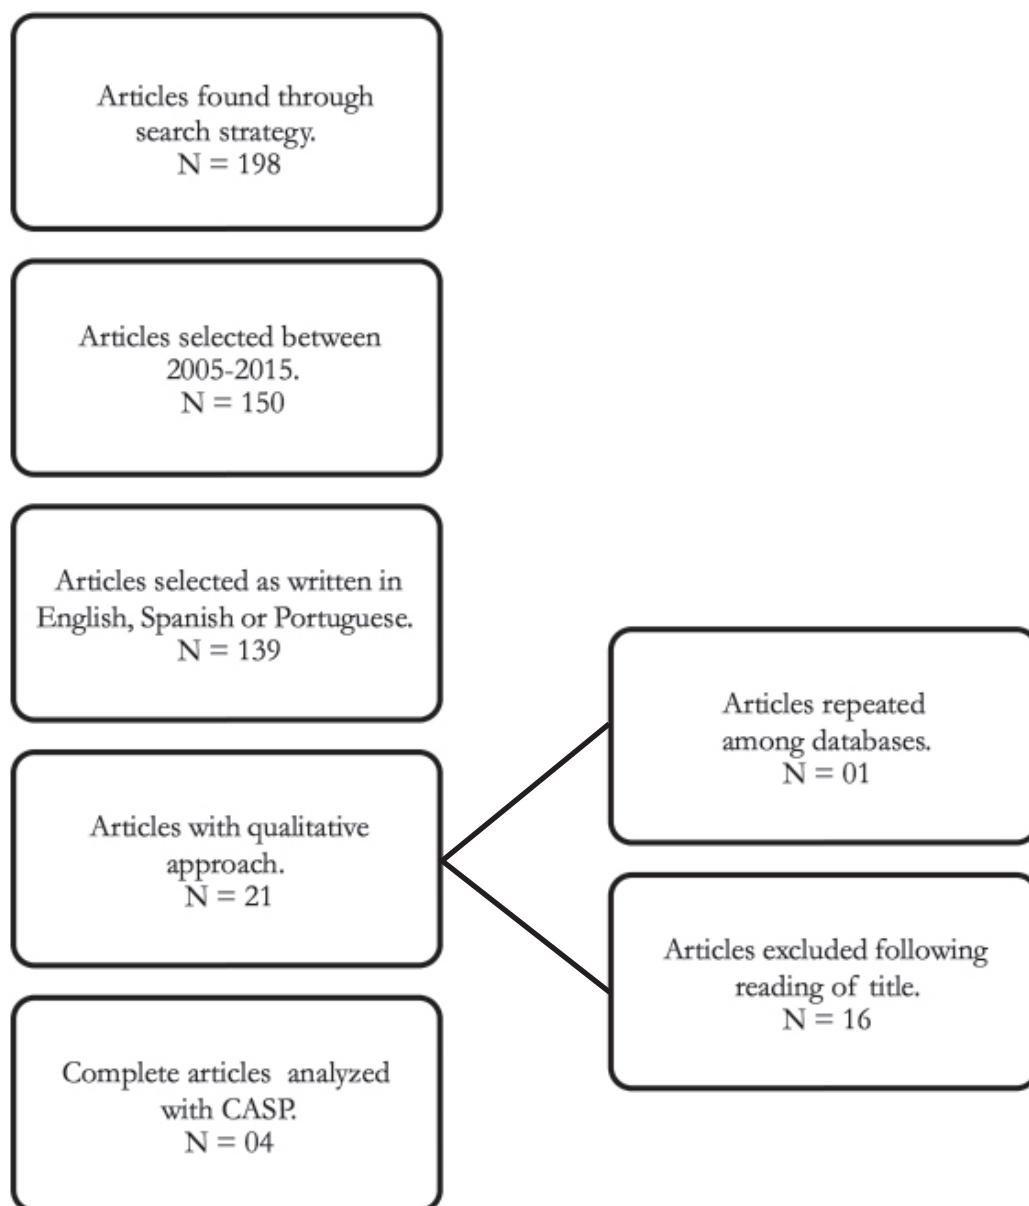 Articles found through
search strategy.
N = 198
Articles selected between
2005-2015.
N = 150
Articles selected as written in
English, Spanish or Portuguese.
N = 139
Articles with qualitative
approach.
N = 21
Articles repeated
among databases.
N = 01
Articles excluded following
reading of title.
N = 16
Complete articles analyzed
with CASP.
N = 04